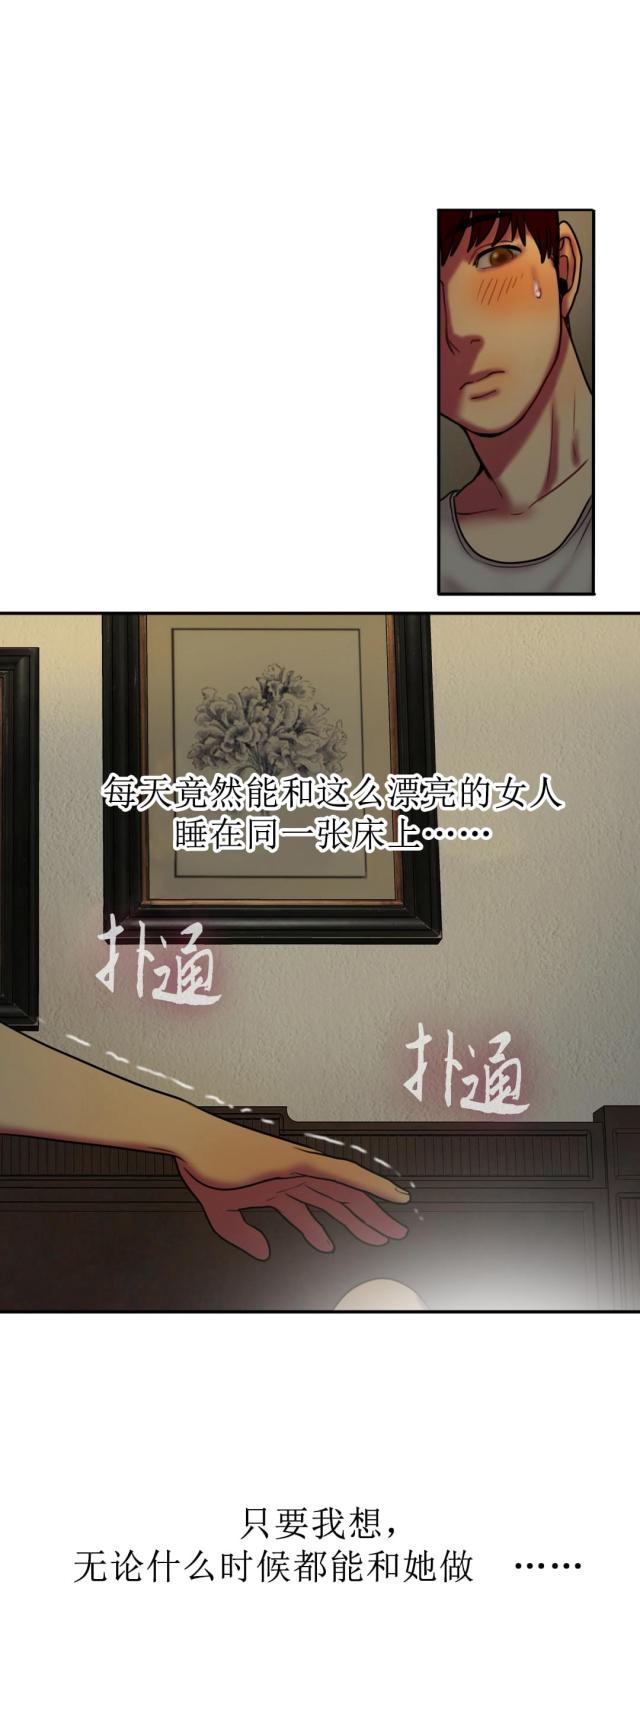 每天竟然能和这么漂亮的女人
睡在同一张床上……
扑通
扑通
只要我想，
无论什么时候都能和她做 ……